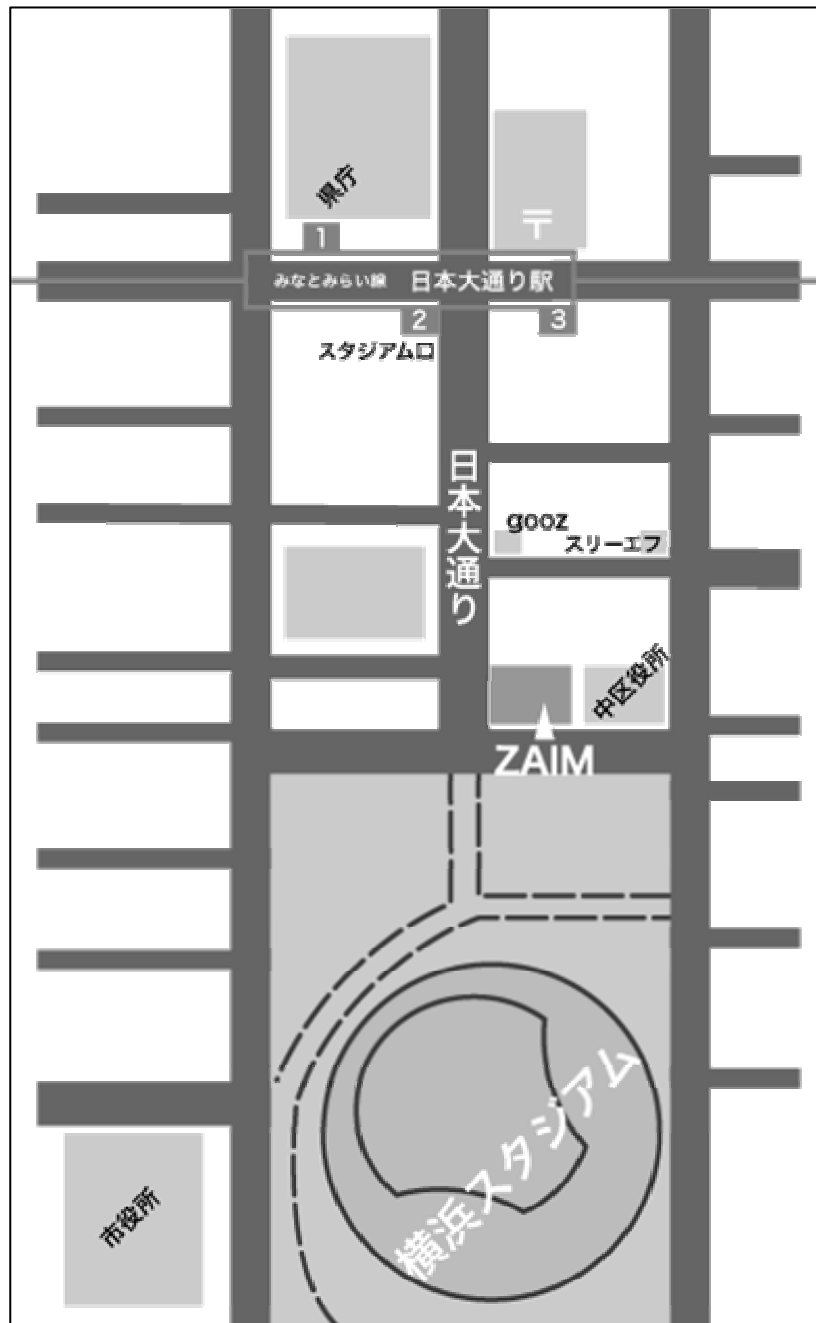 県庁
〒
1
みなとみらい線 日本大通り駅
2
3
スタジアム口
日本大通り
gooz
スリーエフ
中区役所
ZAIM
横浜スタジアム
市役所